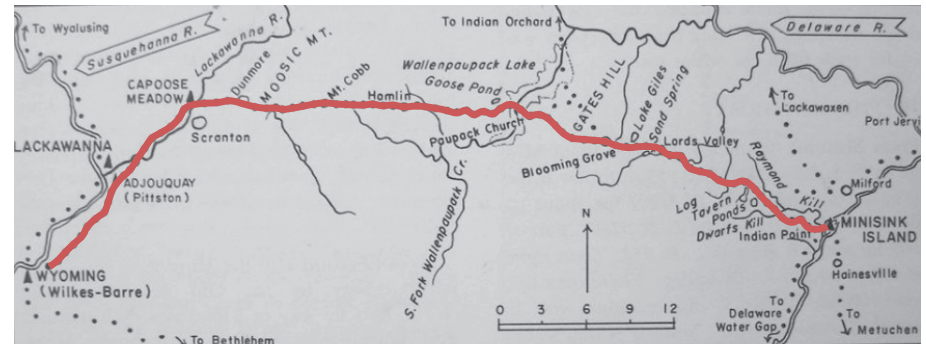 To Wyalusing
Susquehanna R.
Lackawanna R.
CAPOOSE
MEADOW
Dunmore
MOOSIC MT.
Mt. Cobb
Hamlin
Scranton
LACKAWANNA
ADJOUQUAY
(Pittston)
WYOMING
(Wilkes-Barre)
To Bethlehem
To Indian Orchard
Wallenpaupack Lake
Goose Pond
Paupack Church
S. Fork Wallenpaupack Cr.
GATES HILL
Lake Giles
Sand Spring
Blooming Grove
Lords Valley
Delaware R.
To
Lackawaxen
Port Jervi
Raymond Kill
Milford
Log
Tavern
Ponds
Dwarfs Kill
Indian Point
MINISINK
ISLAND
Hainesville
To
Delaware
Water Gap
To
Metuchen
N
0 3 6 9 12